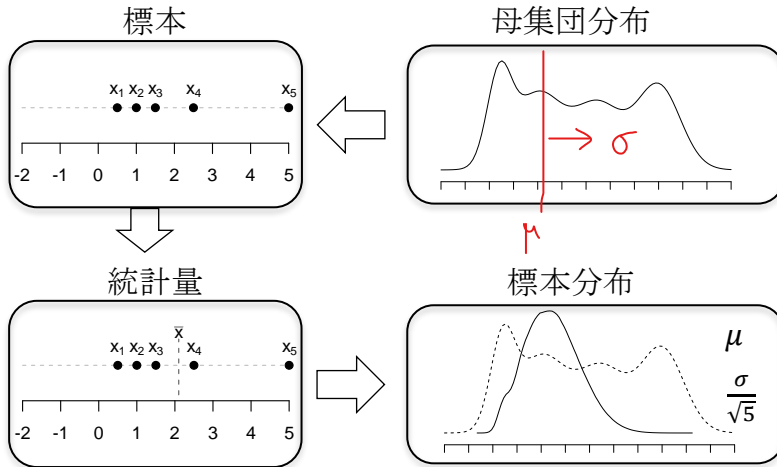 標本
x₁ x₂ x₃ x₄ x₅
-2 -1 0 1 2 3 4 5
母集団分布
σ
μ
統計量
x̄
x₁ x₂ x₃ x₄ x₅
-2 -1 0 1 2 3 4 5
標本分布
μ
σ/√5